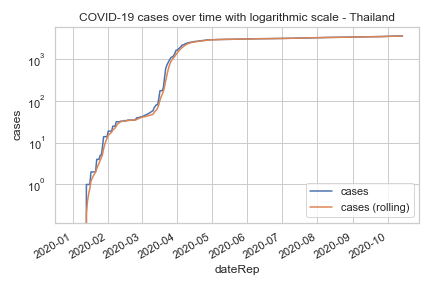 COVID-19 cases over time with logarithmic scale - Thailand
cases
10³
10²
10¹
10⁰
cases
cases (rolling)
2020-01
2020-02
2020-03
2020-04
2020-05
2020-06
2020-07
2020-08
2020-09
2020-10
dateRep